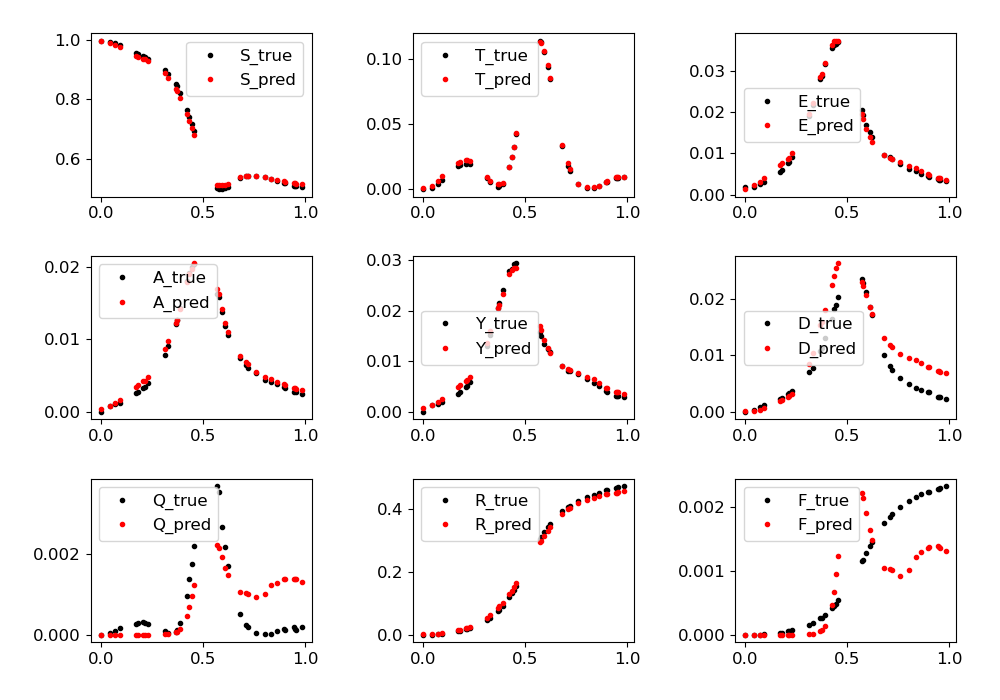 1.0
0.8
0.6
S_true
S_pred
0.0 0.5 1.0
0.10
0.05
0.00
T_true
T_pred
0.0 0.5 1.0
0.03
0.02
0.01
0.00
E_true
E_pred
0.0 0.5 1.0
0.02
0.01
0.00
A_true
A_pred
0.0 0.5 1.0
0.03
0.02
0.01
0.00
Y_true
Y_pred
0.0 0.5 1.0
0.02
0.01
0.00
D_true
D_pred
0.0 0.5 1.0
0.002
0.000
Q_true
Q_pred
0.0 0.5 1.0
0.4
0.2
0.0
R_true
R_pred
0.0 0.5 1.0
0.002
0.001
0.000
F_true
F_pred
0.0 0.5 1.0